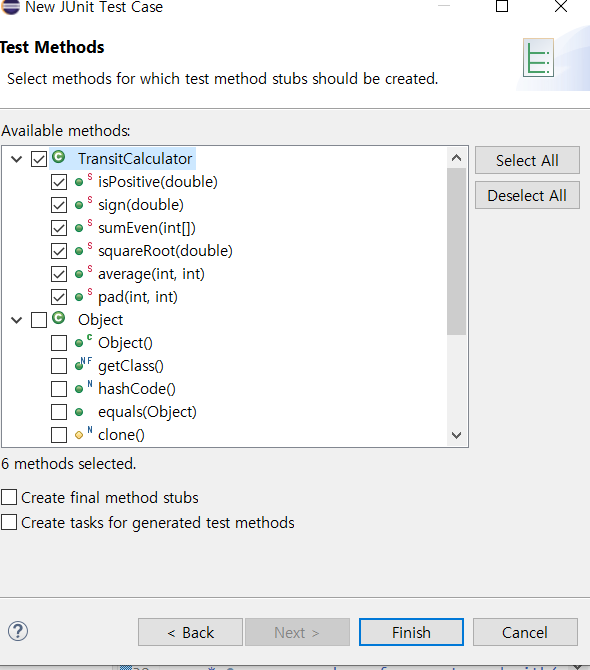 New JUnit Test Case
Test Methods
Select methods for which test method stubs should be created.
Available methods:
C TransitCalculator
Select All
S isPositive(double)
Deselect All
S sign(double)
S sumEven(int[])
S squareRoot(double)
S average(int, int)
S pad(int, int)
C Object
C Object()
NF getClass()
N hashCode()
equals(Object)
N clone()
6 methods selected.
Create final method stubs
Create tasks for generated test methods
?
< Back
Next >
Finish
Cancel